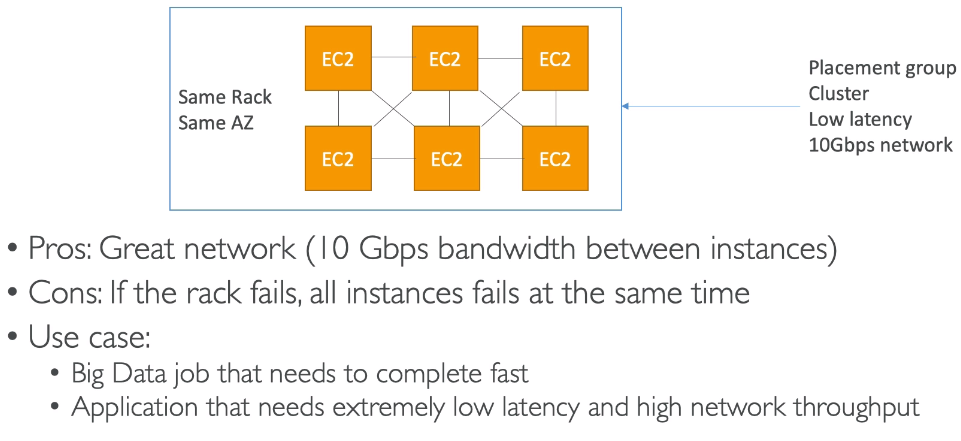 EC2 EC2 EC2
Same Rack
Same AZ
EC2 EC2 EC2
Placement group
Cluster
Low latency
10Gbps network
• Pros: Great network (10 Gbps bandwidth between instances)
• Cons: If the rack fails, all instances fails at the same time
• Use case:
• Big Data job that needs to complete fast
• Application that needs extremely low latency and high network throughput